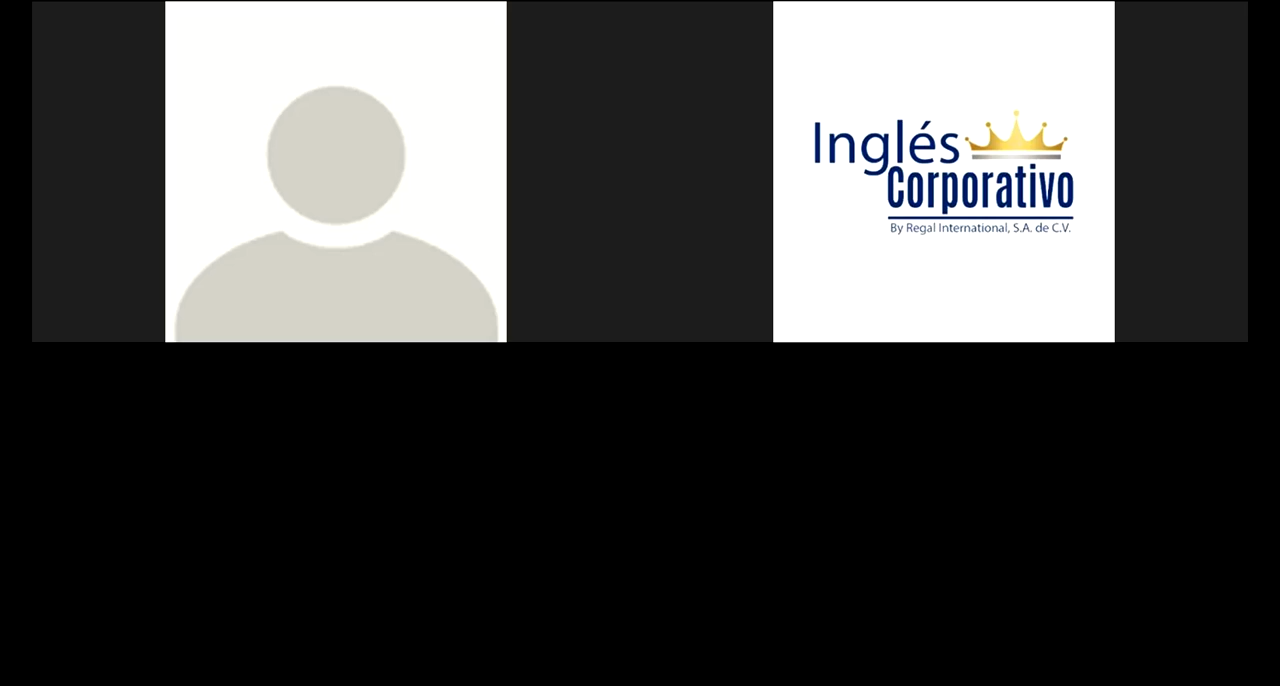 Inglés
Corporativo
By Regal International, S.A. de C.V.